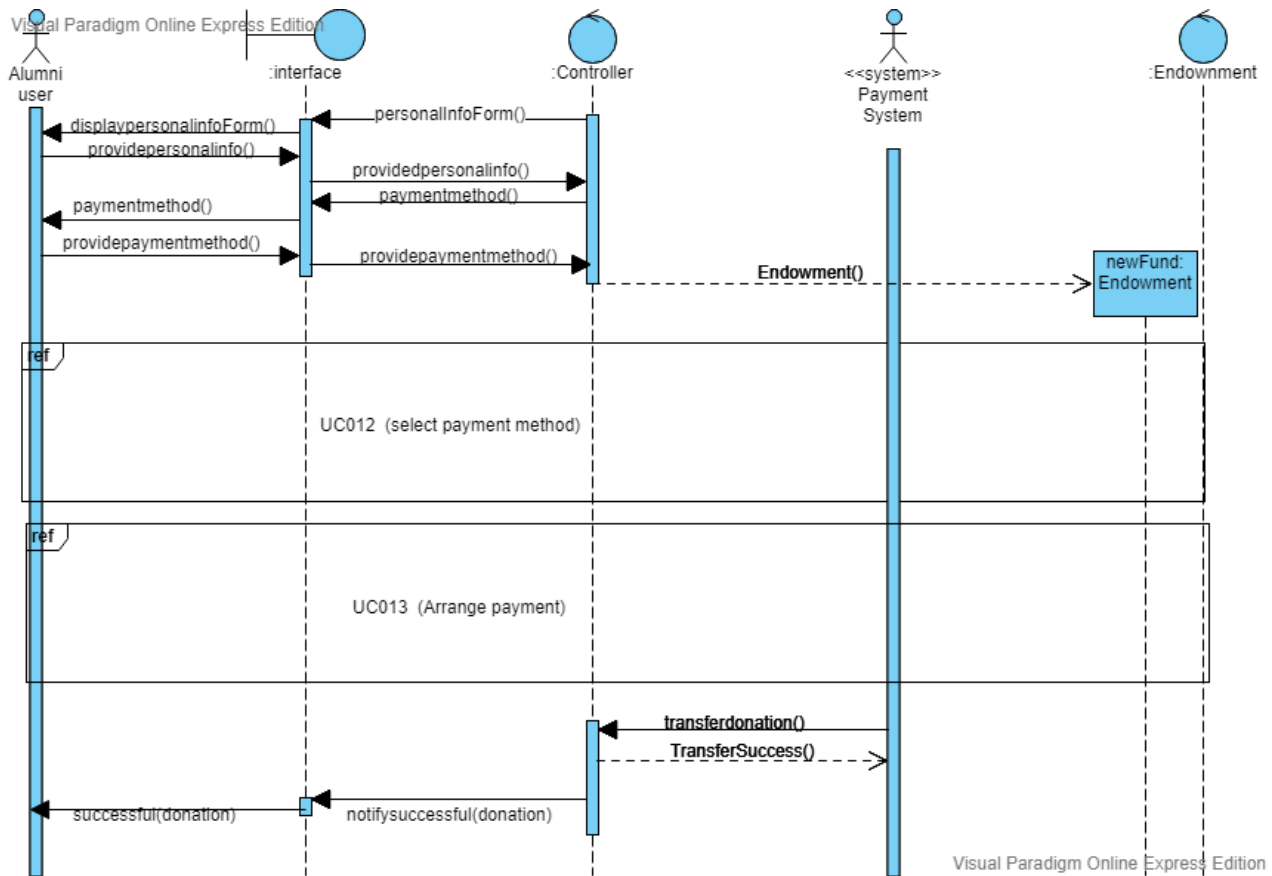 Visual Paradigm Online Express Edition
Alumni
user
:interface
:Controller
<<system>>
Payment
System
:Endownment
personalInfoForm()
displaypersonalinfoForm()
providepersonalinfo()
providedpersonalinfo()
paymentmethod()
paymentmethod()
providepaymentmethod()
providepaymentmethod()
Endowment()
newFund:
Endowment
ref
UC012 (select payment method)
ref
UC013 (Arrange payment)
transferdonation()
TransferSuccess()
notifysuccessful(donation)
successful(donation)
Visual Paradigm Online Express Edition